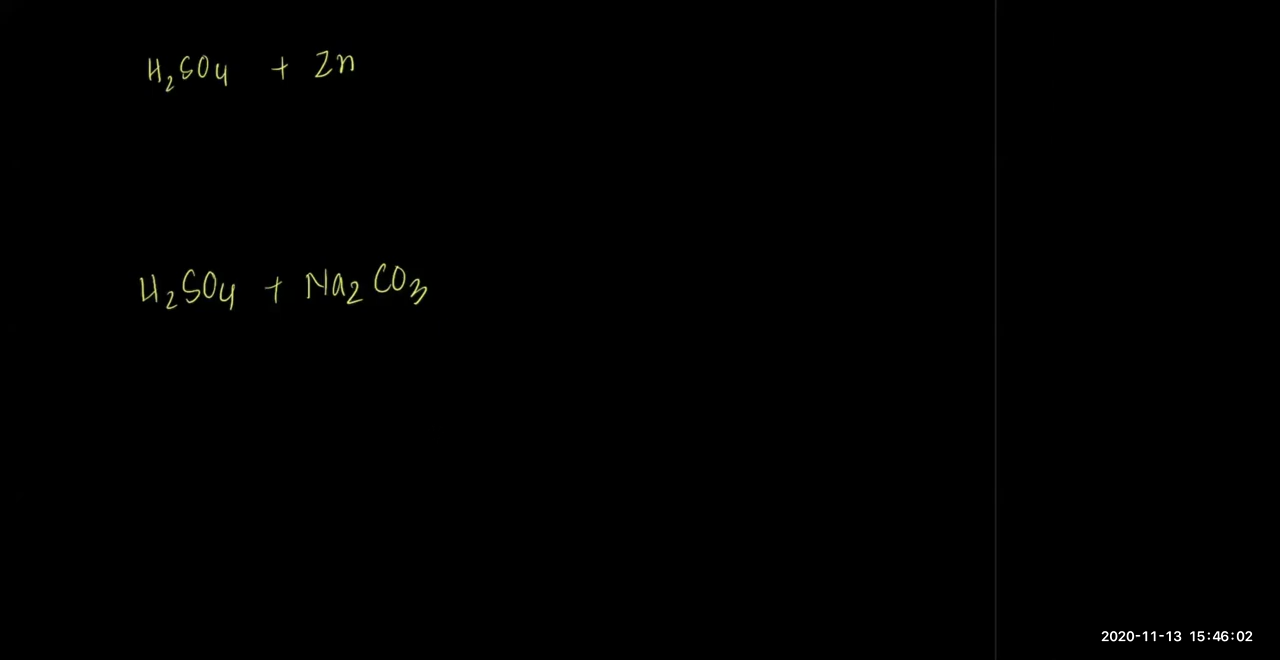 H₂SO₄ + Zn
H₂SO₄ + Na₂CO₃
2020-11-13 15:46:02